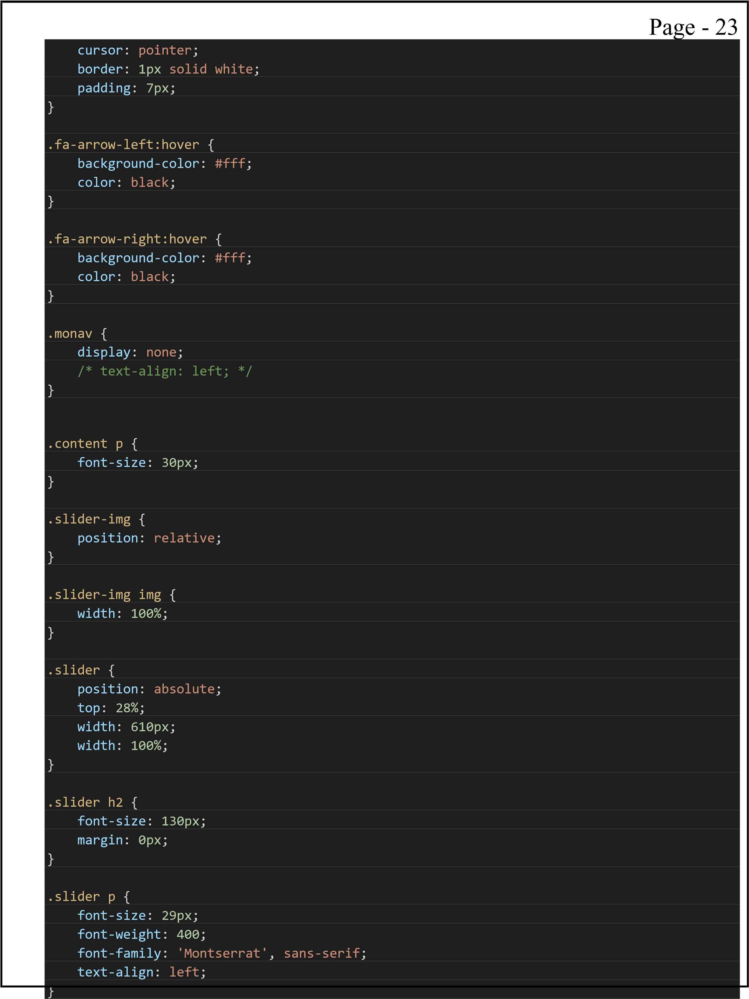 Page - 23
    cursor: pointer;
    border: 1px solid white;
    padding: 7px;
}

.fa-arrow-left:hover {
    background-color: #fff;
    color: black;
}

.fa-arrow-right:hover {
    background-color: #fff;
    color: black;
}

.monav {
    display: none;
    /* text-align: left; */
}

.content p {
    font-size: 30px;
}

.slider-img {
    position: relative;
}

.slider-img img {
    width: 100%;
}

.slider {
    position: absolute;
    top: 28%;
    width: 610px;
    width: 100%;
}

.slider h2 {
    font-size: 130px;
    margin: 0px;
}

.slider p {
    font-size: 29px;
    font-weight: 400;
    font-family: 'Montserrat', sans-serif;
    text-align: left;
}